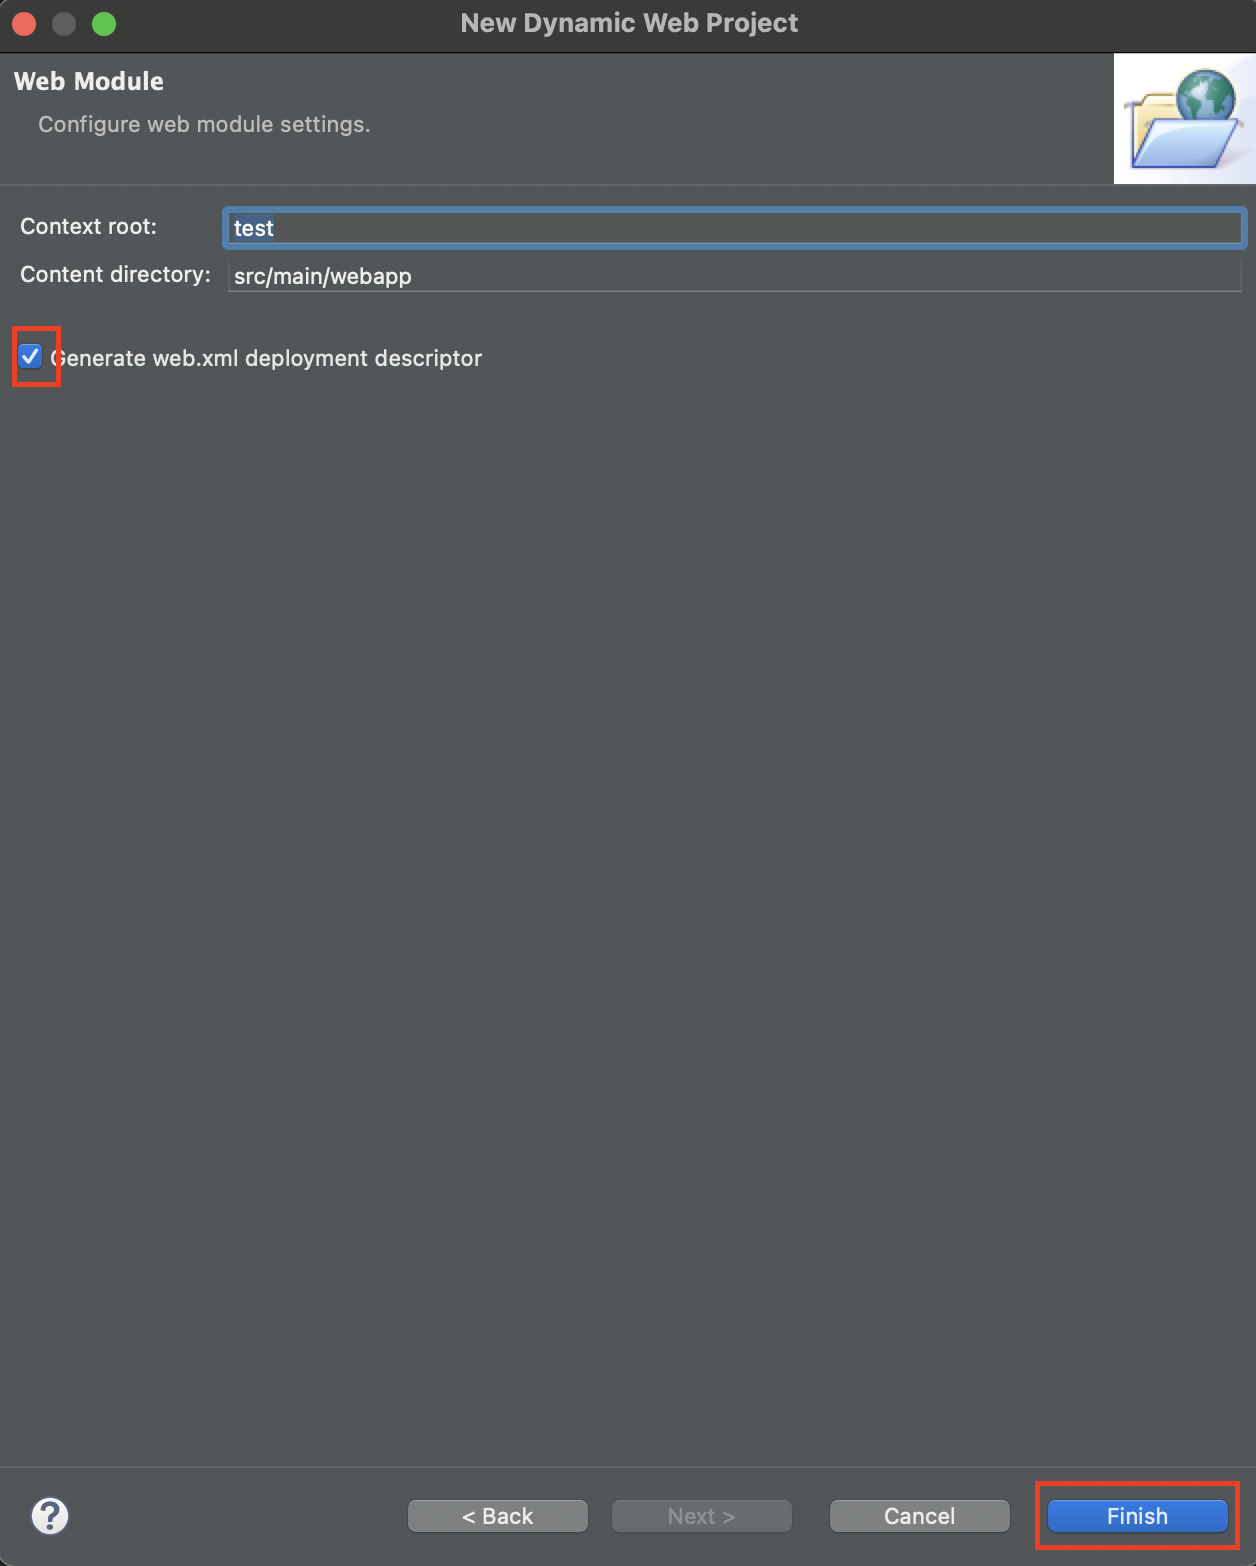 New Dynamic Web Project
Web Module
Configure web module settings.
Context root: test
Content directory: src/main/webapp
Generate web.xml deployment descriptor
? < Back Next > Cancel Finish